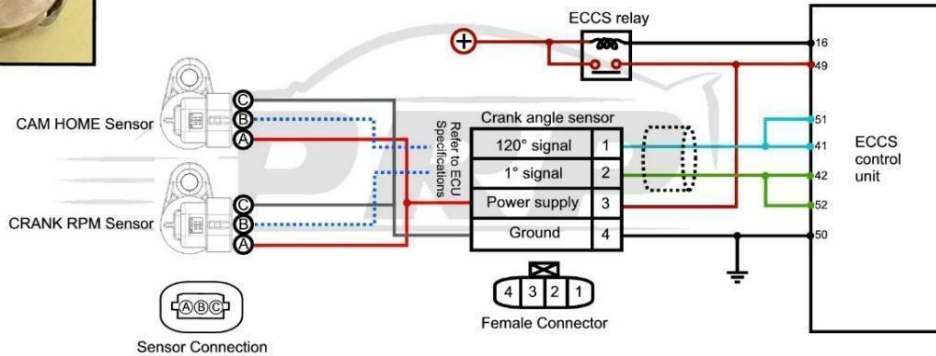 ECCS relay
16
49
CAM HOME Sensor
C
B
A
Refer to ECU
Specifications
Crank angle sensor
120° signal 1
1° signal 2
Power supply 3
Ground 4
51
41
42
52
50
ECCS
control
unit
CRANK RPM Sensor
C
B
A
ABC
Sensor Connection
4 3 2 1
Female Connector
PRP